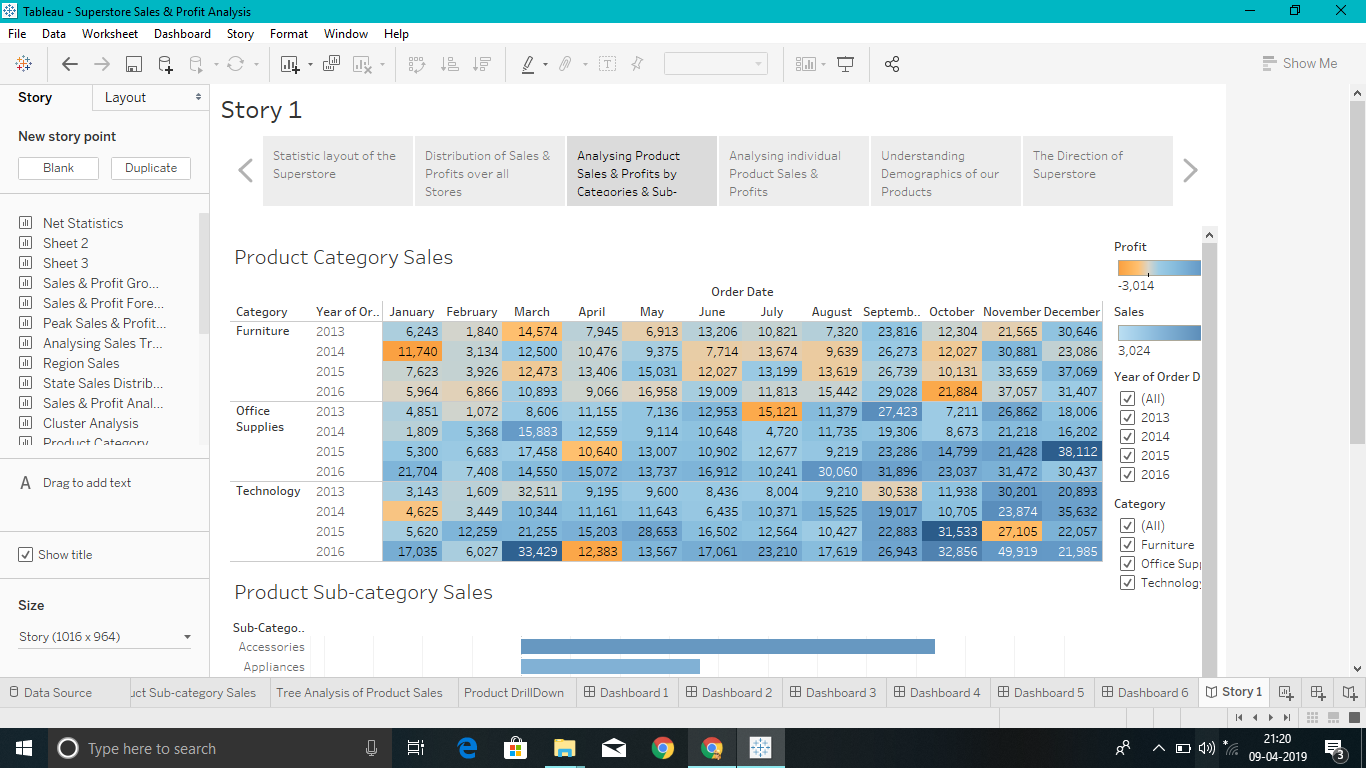 Tableau - Superstore Sales & Profit Analysis
File Data Worksheet Dashboard Story Format Window Help
Show Me
Story Layout
New story point
Blank Duplicate
Net Statistics
Sheet 2
Sheet 3
Sales & Profit Gro...
Sales & Profit Fore...
Peak Sales & Profit...
Analysing Sales Tr...
Region Sales
State Sales Distrib...
Sales & Profit Anal...
Cluster Analysis
Product Category
A Drag to add text
Show title
Size
Story (1016 x 964)
Story 1
Statistic layout of the
Superstore
Distribution of Sales &
Profits over all
Stores
Analysing Product
Sales & Profits by
Categories & Sub-
Analysing individual
Product Sales &
Profits
Understanding
Demographics of our
Products
The Direction of
Superstore
Product Category Sales
Order Date
Category Year of Or.. January February March April May June July August Septemb.. October November December
Furniture 2013 6,243 1,840 14,574 7,945 6,913 13,206 10,821 7,320 23,816 12,304 21,565 30,646
2014 11,740 3,134 12,500 10,476 9,375 7,714 13,674 9,639 26,273 12,027 30,881 23,086
2015 7,623 3,926 12,473 13,406 15,031 12,027 13,199 13,619 26,739 10,131 33,659 37,069
2016 5,964 6,866 10,893 9,066 16,958 19,009 11,813 15,442 29,028 21,884 37,057 31,407
Office
Supplies
2013 4,851 1,072 8,606 11,155 7,136 12,953 15,121 11,379 27,423 7,211 26,862 18,006
2014 1,809 5,368 15,883 12,559 9,114 10,648 4,720 11,735 19,306 8,673 21,218 16,202
2015 5,300 6,683 17,458 10,640 13,007 10,902 12,677 9,219 23,286 14,799 21,428 38,112
2016 21,704 7,408 14,550 15,072 13,737 16,912 10,241 30,060 31,896 23,037 31,472 30,437
Technology 2013 3,143 1,609 32,511 9,195 9,600 8,436 8,004 9,210 30,538 11,938 30,201 20,893
2014 4,625 3,449 10,344 11,161 11,643 6,435 10,371 15,525 19,017 10,705 23,874 35,632
2015 5,620 12,259 21,255 15,203 28,653 16,502 12,564 10,427 22,883 31,533 27,105 22,057
2016 17,035 6,027 33,429 12,383 13,567 17,061 23,210 17,619 26,943 32,856 49,919 21,985
Profit
-3,014
Sales
3,024
Year of Order D
(All)
2013
2014
2015
2016
Category
(All)
Furniture
Office Supp
Technology
Product Sub-category Sales
Sub-Catego..
Accessories
Appliances
Data Source uct Sub-category Sales Tree Analysis of Product Sales Product DrillDown Dashboard 1 Dashboard 2 Dashboard 3 Dashboard 4 Dashboard 5 Dashboard 6 Story 1
Type here to search
21:20
09-04-2019
3